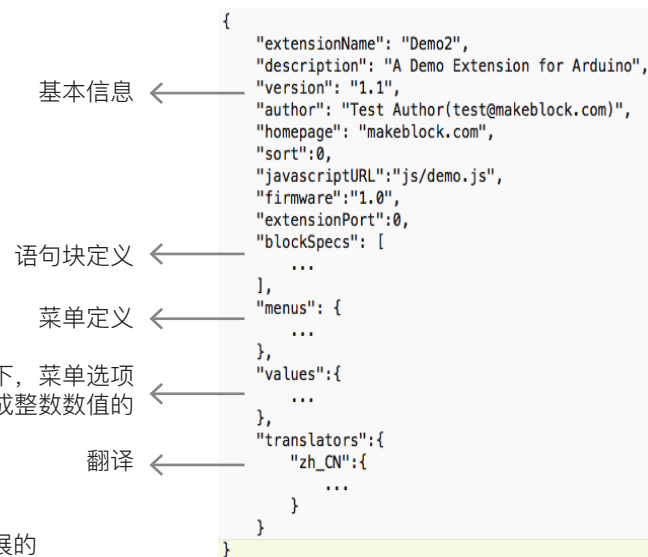 {
"extensionName": "Demo2",
"description": "A Demo Extension for Arduino",
基本信息
"version": "1.1",
"author": "Test Author(test@makeblock.com)",
"homepage": "makeblock.com",
"sort":0,
"javascriptURL":"js/demo.js",
"firmware":"1.0",
"extensionPort":0,
语句块定义
"blockSpecs": [
...
],
菜单定义
"menus": {
...
},
下，菜单选项
成整数数值的
"values":{
...
},
"translators":{
翻译
"zh_CN":{
...
}
}
展的
}